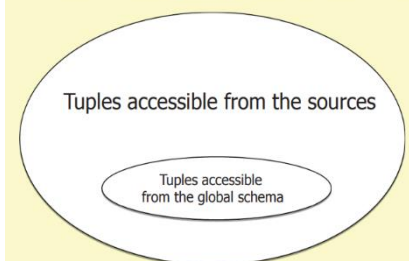 Tuples accessible from the sources
Tuples accessible
from the global schema